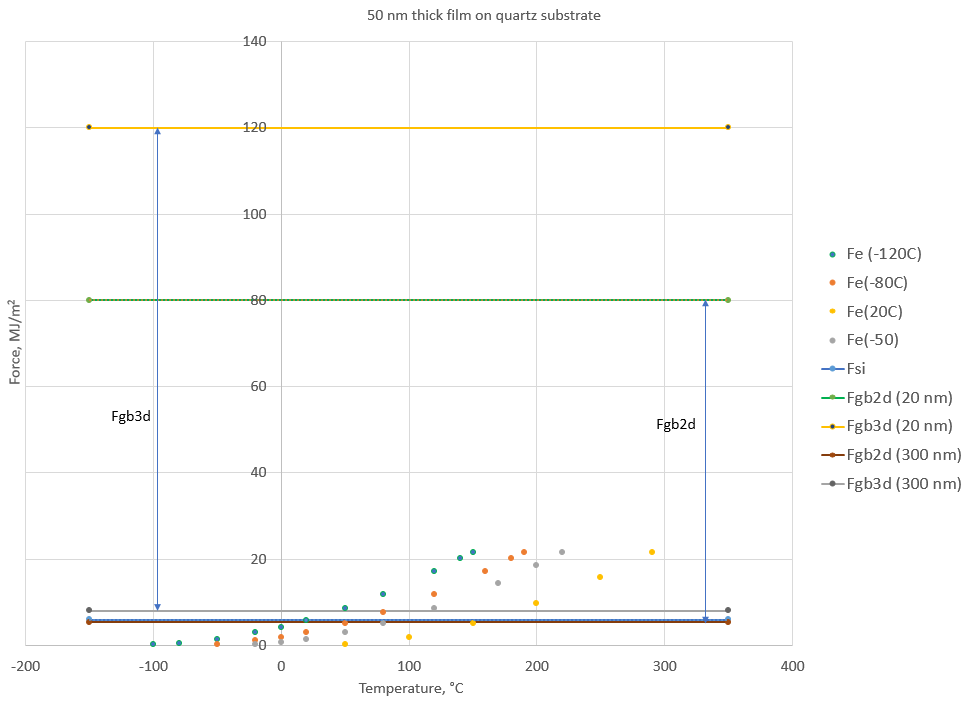 50 nm thick film on quartz substrate
140
120
100
80
60
40
20
0
Force, MJ/m²
Fgb3d
Fgb2d
-200
-100
0
100
200
300
400
Temperature, °C
Fe (-120C)
Fe(-80C)
Fe(20C)
Fe(-50)
Fsi
Fgb2d (20 nm)
Fgb3d (20 nm)
Fgb2d (300 nm)
Fgb3d (300 nm)